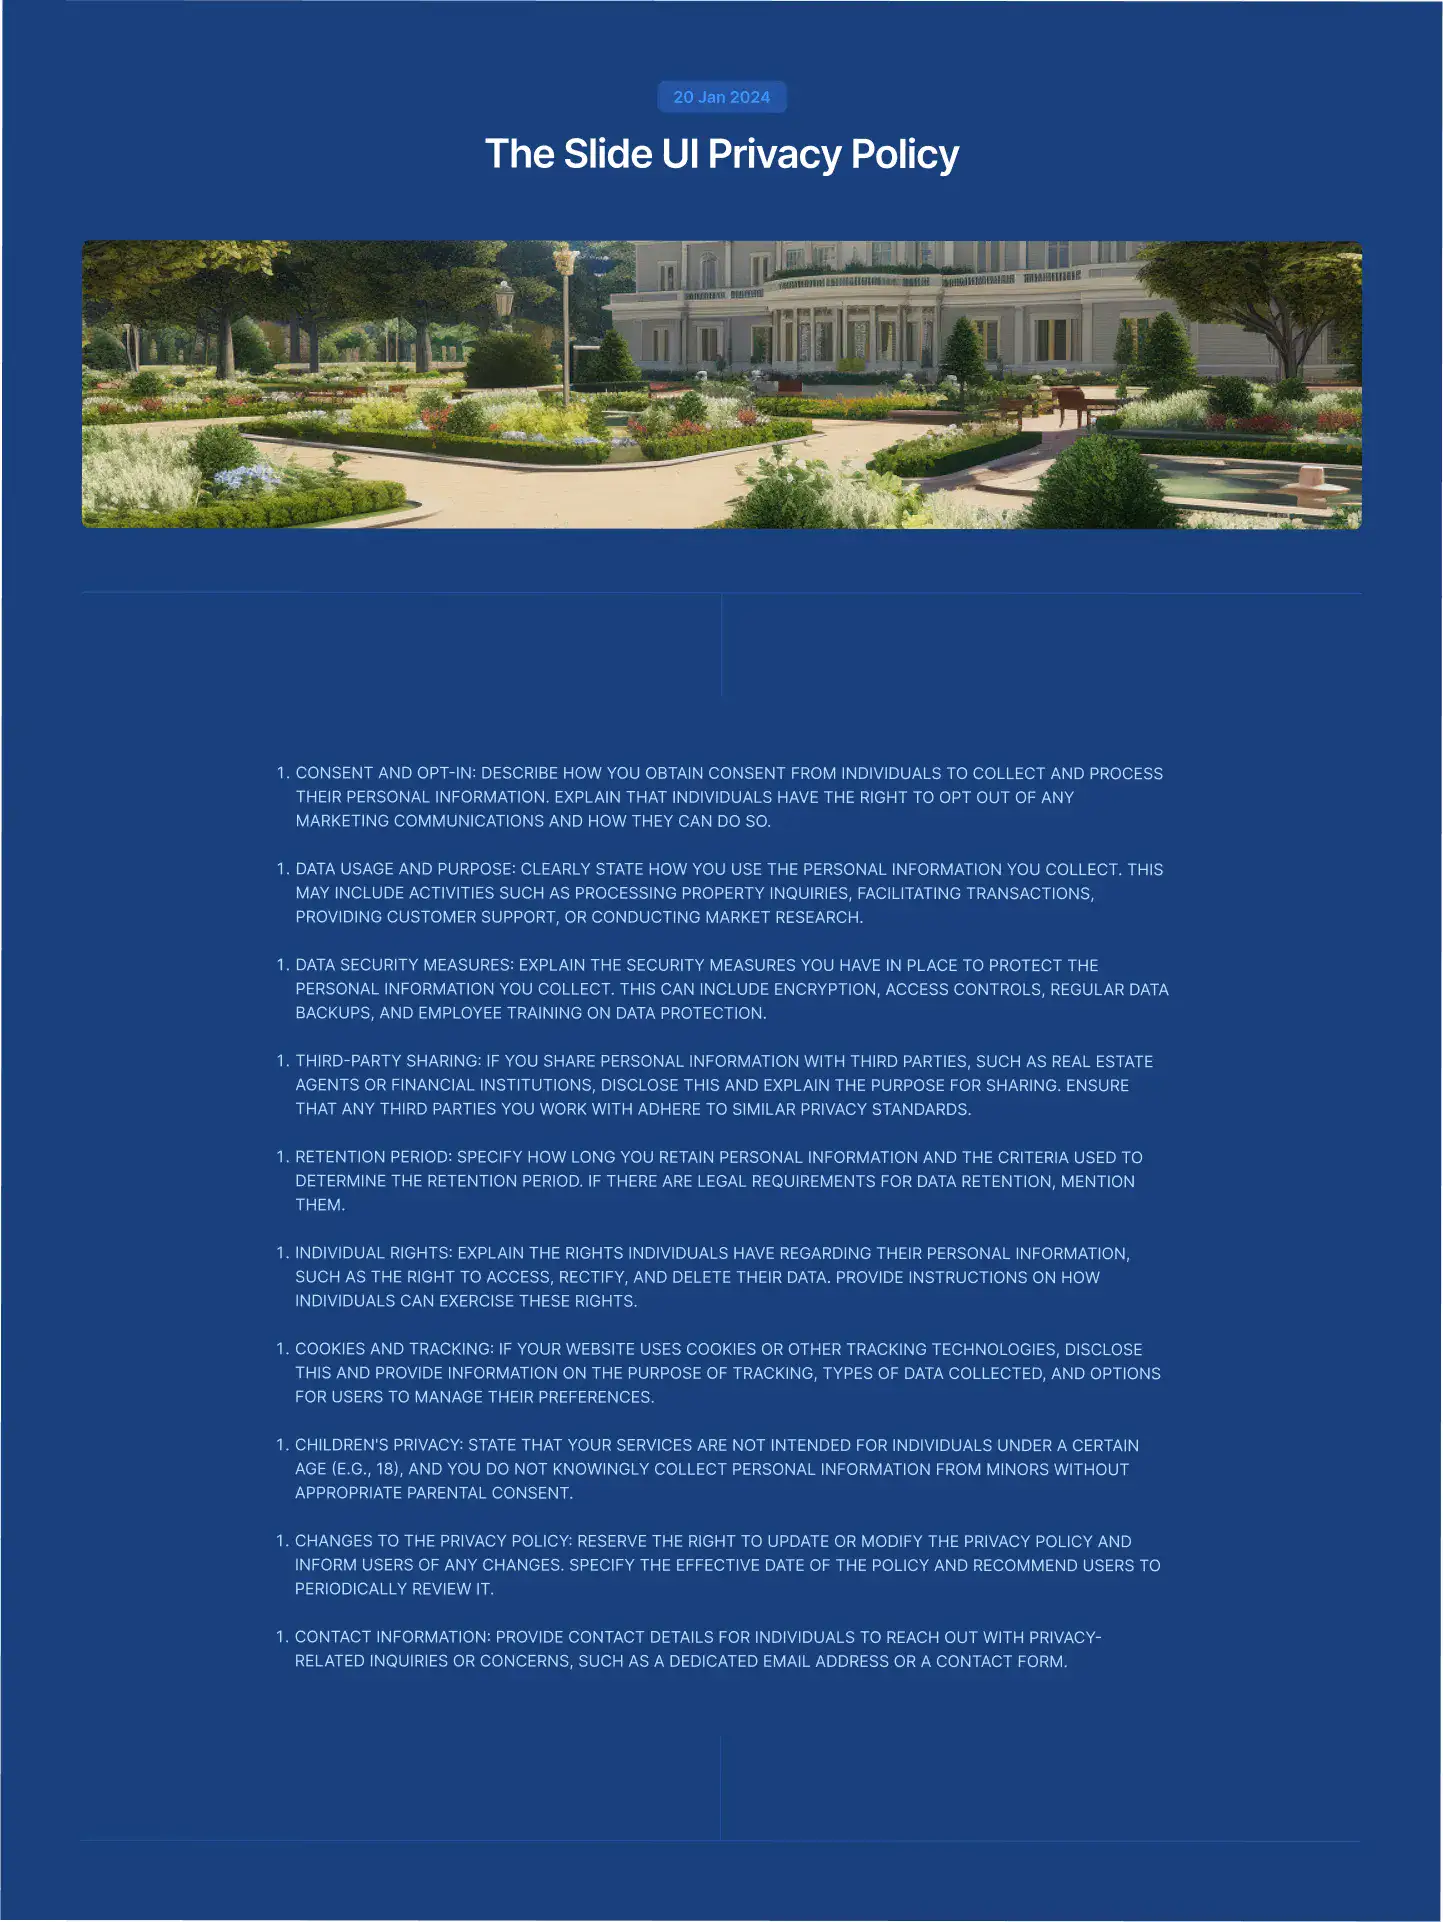 20 Jan 2024
The Slide UI Privacy Policy
1. CONSENT AND OPT-IN: DESCRIBE HOW YOU OBTAIN CONSENT FROM INDIVIDUALS TO COLLECT AND PROCESS
THEIR PERSONAL INFORMATION. EXPLAIN THAT INDIVIDUALS HAVE THE RIGHT TO OPT OUT OF ANY
MARKETING COMMUNICATIONS AND HOW THEY CAN DO SO.
1. DATA USAGE AND PURPOSE: CLEARLY STATE HOW YOU USE THE PERSONAL INFORMATION YOU COLLECT. THIS
MAY INCLUDE ACTIVITIES SUCH AS PROCESSING PROPERTY INQUIRIES, FACILITATING TRANSACTIONS,
PROVIDING CUSTOMER SUPPORT, OR CONDUCTING MARKET RESEARCH.
1. DATA SECURITY MEASURES: EXPLAIN THE SECURITY MEASURES YOU HAVE IN PLACE TO PROTECT THE
PERSONAL INFORMATION YOU COLLECT. THIS CAN INCLUDE ENCRYPTION, ACCESS CONTROLS, REGULAR DATA
BACKUPS, AND EMPLOYEE TRAINING ON DATA PROTECTION.
1. THIRD-PARTY SHARING: IF YOU SHARE PERSONAL INFORMATION WITH THIRD PARTIES, SUCH AS REAL ESTATE
AGENTS OR FINANCIAL INSTITUTIONS, DISCLOSE THIS AND EXPLAIN THE PURPOSE FOR SHARING. ENSURE
THAT ANY THIRD PARTIES YOU WORK WITH ADHERE TO SIMILAR PRIVACY STANDARDS.
1. RETENTION PERIOD: SPECIFY HOW LONG YOU RETAIN PERSONAL INFORMATION AND THE CRITERIA USED TO
DETERMINE THE RETENTION PERIOD. IF THERE ARE LEGAL REQUIREMENTS FOR DATA RETENTION, MENTION
THEM.
1. INDIVIDUAL RIGHTS: EXPLAIN THE RIGHTS INDIVIDUALS HAVE REGARDING THEIR PERSONAL INFORMATION,
SUCH AS THE RIGHT TO ACCESS, RECTIFY, AND DELETE THEIR DATA. PROVIDE INSTRUCTIONS ON HOW
INDIVIDUALS CAN EXERCISE THESE RIGHTS.
1. COOKIES AND TRACKING: IF YOUR WEBSITE USES COOKIES OR OTHER TRACKING TECHNOLOGIES, DISCLOSE
THIS AND PROVIDE INFORMATION ON THE PURPOSE OF TRACKING, TYPES OF DATA COLLECTED, AND OPTIONS
FOR USERS TO MANAGE THEIR PREFERENCES.
1. CHILDREN'S PRIVACY: STATE THAT YOUR SERVICES ARE NOT INTENDED FOR INDIVIDUALS UNDER A CERTAIN
AGE (E.G., 18), AND YOU DO NOT KNOWINGLY COLLECT PERSONAL INFORMATION FROM MINORS WITHOUT
APPROPRIATE PARENTAL CONSENT.
1. CHANGES TO THE PRIVACY POLICY: RESERVE THE RIGHT TO UPDATE OR MODIFY THE PRIVACY POLICY AND
INFORM USERS OF ANY CHANGES. SPECIFY THE EFFECTIVE DATE OF THE POLICY AND RECOMMEND USERS TO
PERIODICALLY REVIEW IT.
1. CONTACT INFORMATION: PROVIDE CONTACT DETAILS FOR INDIVIDUALS TO REACH OUT WITH PRIVACY-
RELATED INQUIRIES OR CONCERNS, SUCH AS A DEDICATED EMAIL ADDRESS OR A CONTACT FORM.